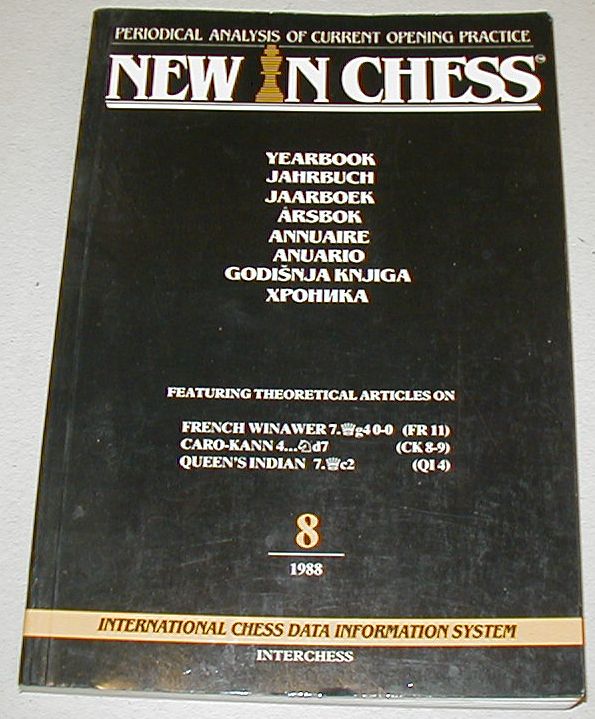 PERIODICAL ANALYSIS OF CURRENT OPENING PRACTICE
NEW IN CHESS™
YEARBOOK
JAHRBUCH
JAARBOEK
ÅRSBOK
ANNUAIRE
ANUARIO
GODIŠNJA KNJIGA
ХРОНИКА
FEATURING THEORETICAL ARTICLES ON
FRENCH WINAWER 7.♕g4 0-0 (FR 11)
CARO-KANN 4...♘d7 (CK 8-9)
QUEEN'S INDIAN 7.♕c2 (QI 4)
8
1988
INTERNATIONAL CHESS DATA INFORMATION SYSTEM
INTERCHESS